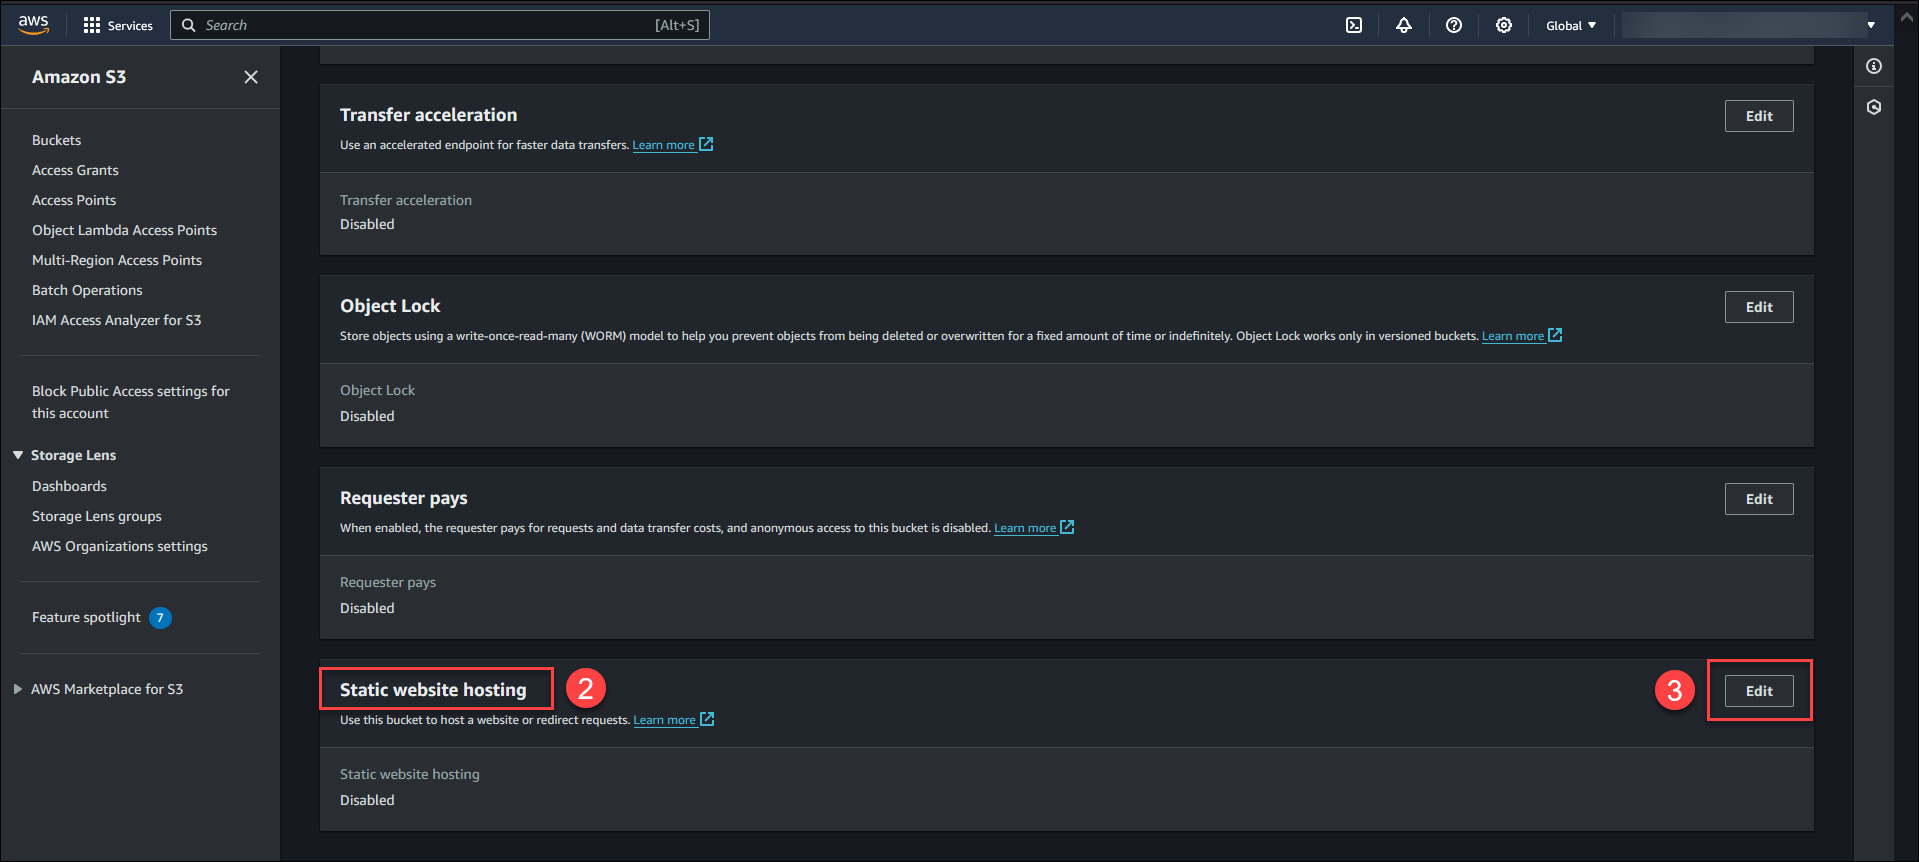 aws
Services
Search
[Alt+S]
Global
Amazon S3
Buckets
Access Grants
Access Points
Object Lambda Access Points
Multi-Region Access Points
Batch Operations
IAM Access Analyzer for S3
Block Public Access settings for
this account
Storage Lens
Dashboards
Storage Lens groups
AWS Organizations settings
Feature spotlight 7
AWS Marketplace for S3
Transfer acceleration
Edit
Use an accelerated endpoint for faster data transfers. Learn more
Transfer acceleration
Disabled
Object Lock
Edit
Store objects using a write-once-read-many (WORM) model to help you prevent objects from being deleted or overwritten for a fixed amount of time or indefinitely. Object Lock works only in versioned buckets. Learn more
Object Lock
Disabled
Requester pays
Edit
When enabled, the requester pays for requests and data transfer costs, and anonymous access to this bucket is disabled. Learn more
Requester pays
Disabled
Static website hosting
2
3
Edit
Use this bucket to host a website or redirect requests. Learn more
Static website hosting
Disabled